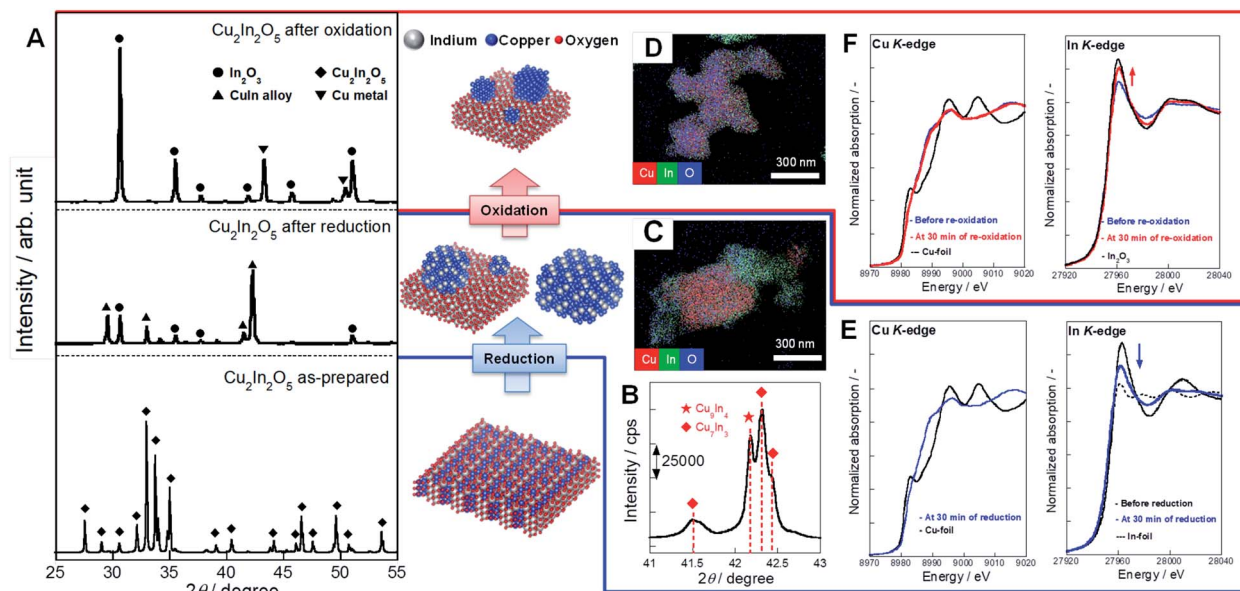 A
Cu2In2O5 after oxidation
In2O3
Cu2In2O5
CuIn alloy
Cu metal
Cu2In2O5 after reduction
Cu2In2O5 as-prepared
Intensity / arb. unit
25 30 35 40 45 50 55
2θ / degree
Indium Copper Oxygen
Oxidation
Reduction
D
Cu In O
300 nm
C
Cu In O
300 nm
B
Cu9In4
Cu7In3
25000
Intensity / cps
41 41.5 42 42.5 43
2θ / degree
F
Cu K-edge
Normalized absorption / -
- Before re-oxidation
- At 30 min of re-oxidation
--- Cu-foil
8970 8980 8990 9000 9010 9020
Energy / eV
In K-edge
Normalized absorption / -
- Before re-oxidation
- At 30 min of re-oxidation
- In2O3
27920 27960 28000 28040
Energy / eV
E
Cu K-edge
Normalized absorption / -
- At 30 min of reduction
- Cu-foil
8970 8980 8990 9000 9010 9020
Energy / eV
In K-edge
Normalized absorption / -
- Before reduction
- At 30 min of reduction
--- In-foil
27920 27960 28000 28040
Energy / eV